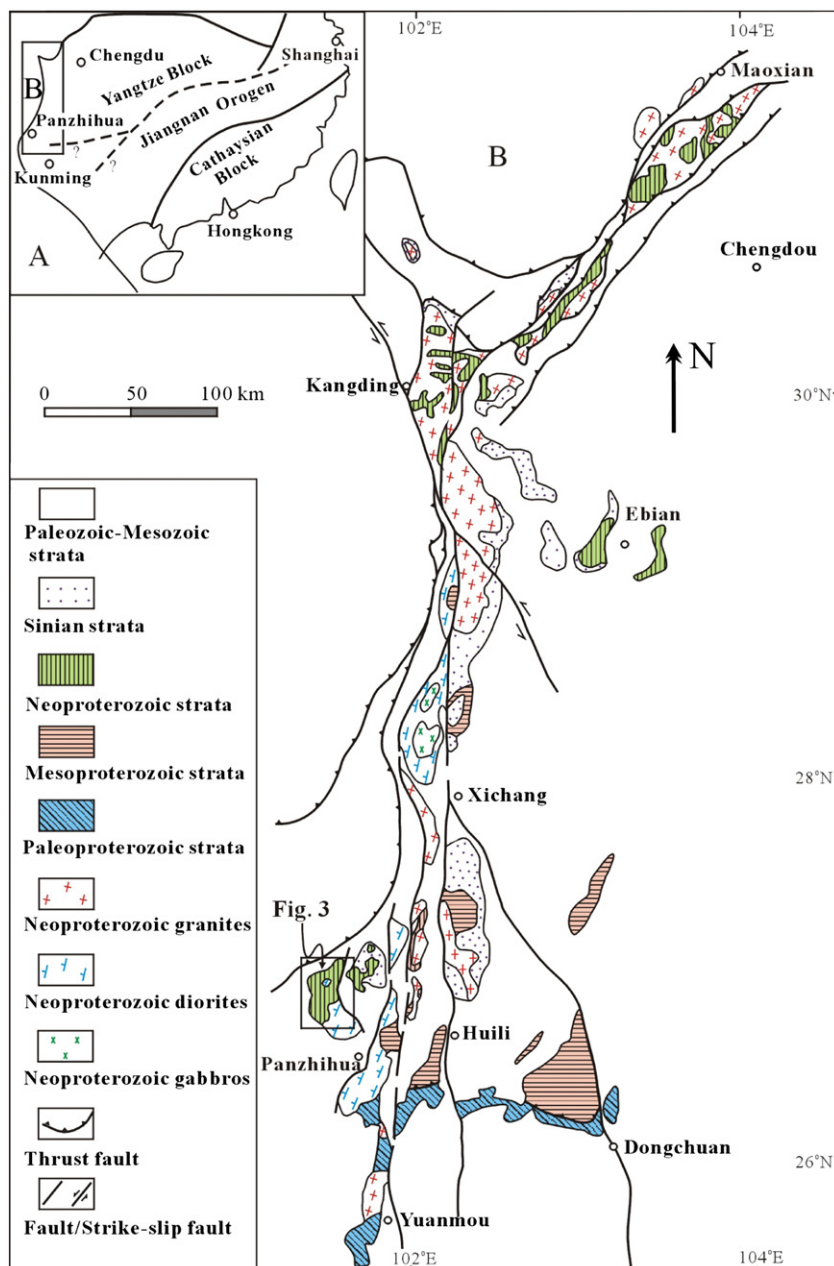 102°E
104°E
Chengdu
Shanghai
Maoxian
B
Yangtze Block
Panzhihua
Jiangnan Orogen
B
?
Cathaysian
Block
?
Kunming
Hongkong
A
Chengdou
N
Kangding
0 50 100 km
30°N
Paleozoic-Mesozoic
strata
Ebian
Sinian strata
Neoproterozoic strata
Mesoproterozoic strata
28°N
Xichang
Paleoproterozoic strata
Neoproterozoic granites
Fig. 3
Neoproterozoic diorites
Huili
Panzhihua
Neoproterozoic gabbros
Thrust fault
Dongchuan
26°N
Yuanmou
Fault/Strike-slip fault
102°E
104°E